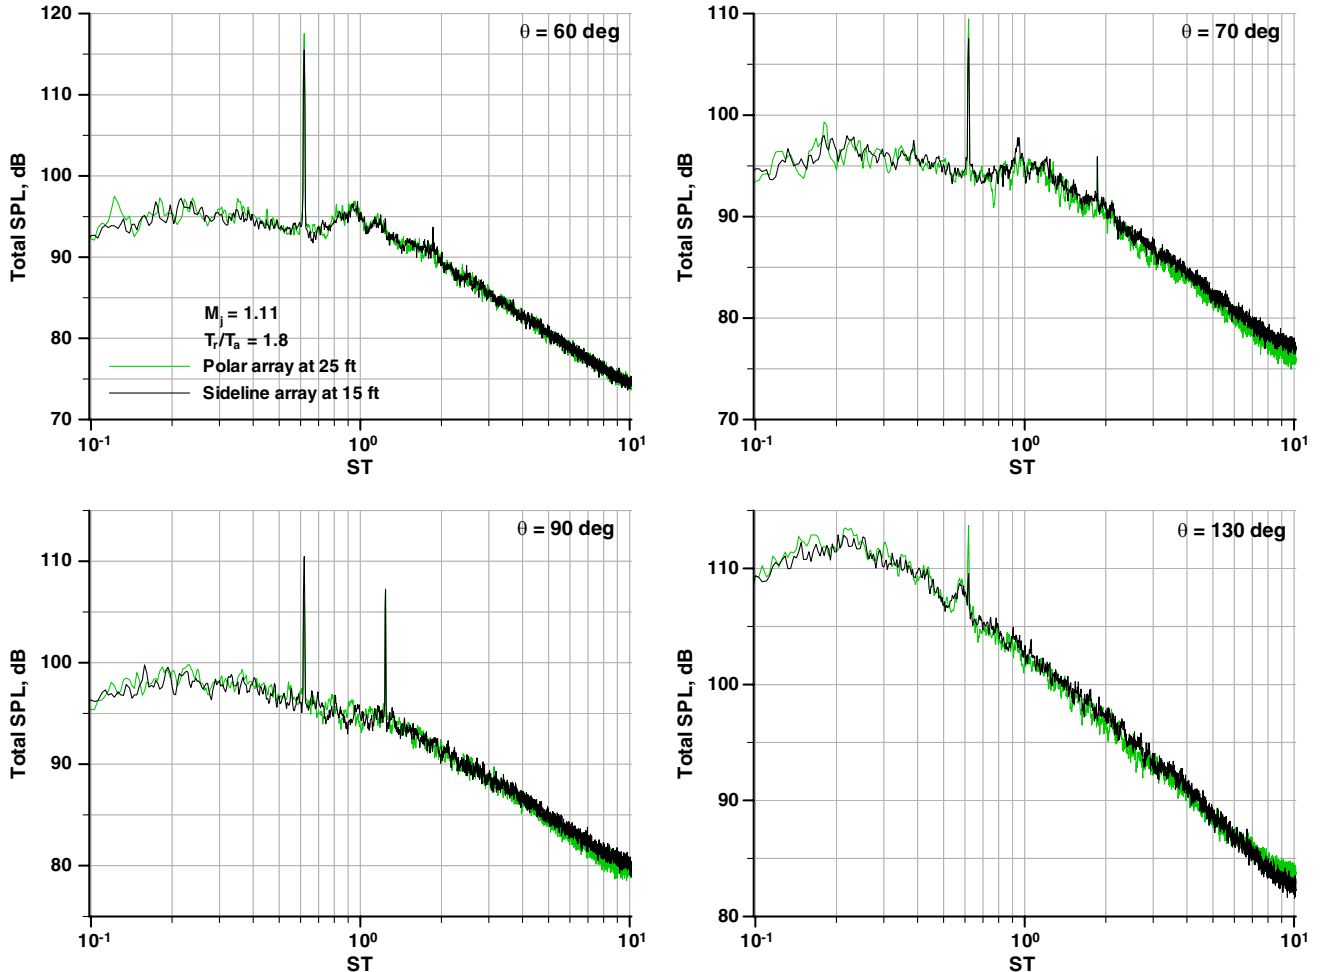 θ = 60 deg
120
110
100
90
80
70
Total SPL, dB
M_j = 1.11
T_r/T_a = 1.8
Polar array at 25 ft
Sideline array at 15 ft
10^-1
10^0
10^1
ST
θ = 70 deg
110
100
90
80
70
Total SPL, dB
10^-1
10^0
10^1
ST
θ = 90 deg
110
100
90
80
Total SPL, dB
10^-1
10^0
10^1
ST
θ = 130 deg
110
100
90
80
Total SPL, dB
10^-1
10^0
10^1
ST